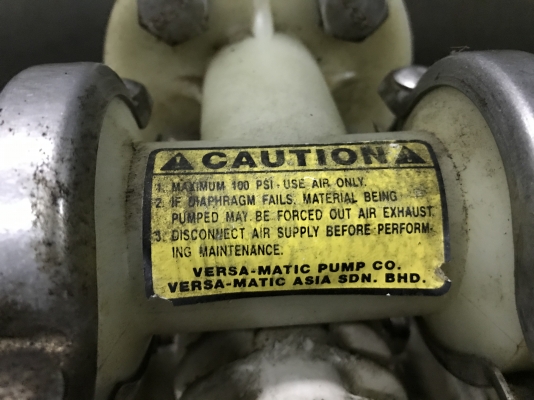 CAUTION
1. MAXIMUM 100 PSI - USE AIR ONLY.
2. IF DIAPHRAGM FAILS, MATERIAL BEING
PUMPED MAY BE FORCED OUT AIR EXHAUST
3. DISCONNECT AIR SUPPLY BEFORE PERFORM-
ING MAINTENANCE.
VERSA-MATIC PUMP CO.
VERSA-MATIC ASIA SDN. BHD.